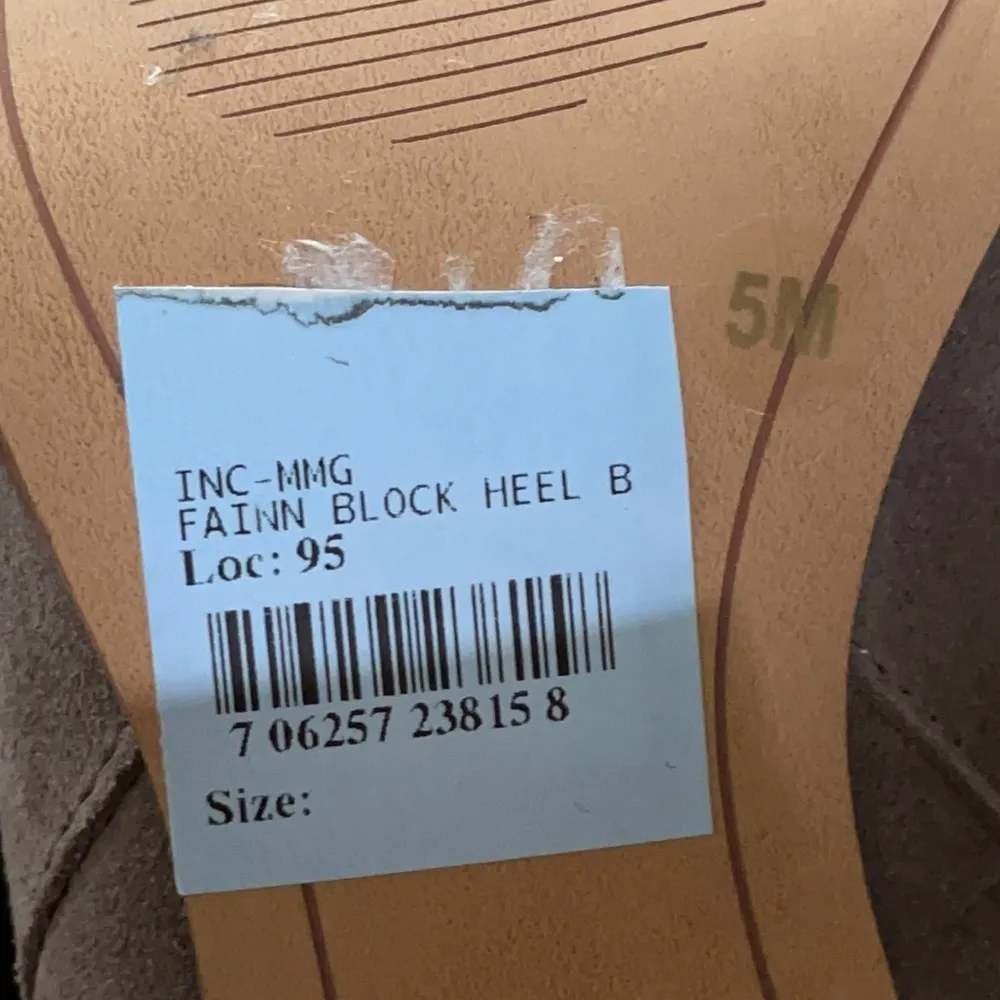 5M
INC-MMG
FAINN BLOCK HEEL B
Loc: 95
7 06257 23815 8
Size: